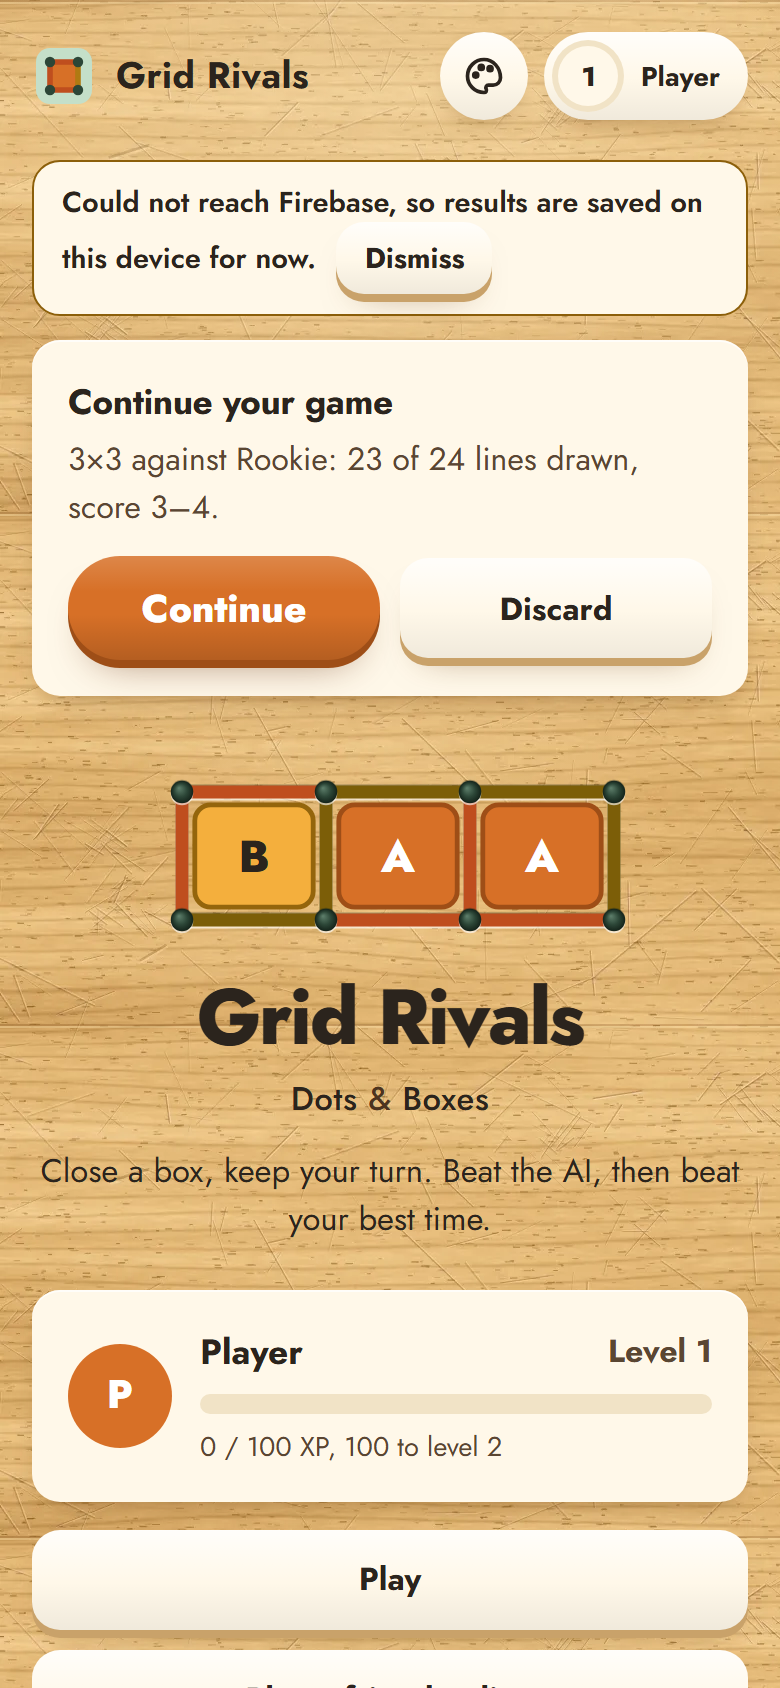 Grid Rivals
1 Player
Could not reach Firebase, so results are saved on
this device for now. Dismiss
Continue your game
3×3 against Rookie: 23 of 24 lines drawn,
score 3–4.
Continue Discard
B A A
Grid Rivals
Dots & Boxes
Close a box, keep your turn. Beat the AI, then beat
your best time.
P
Player Level 1
0 / 100 XP, 100 to level 2
Play